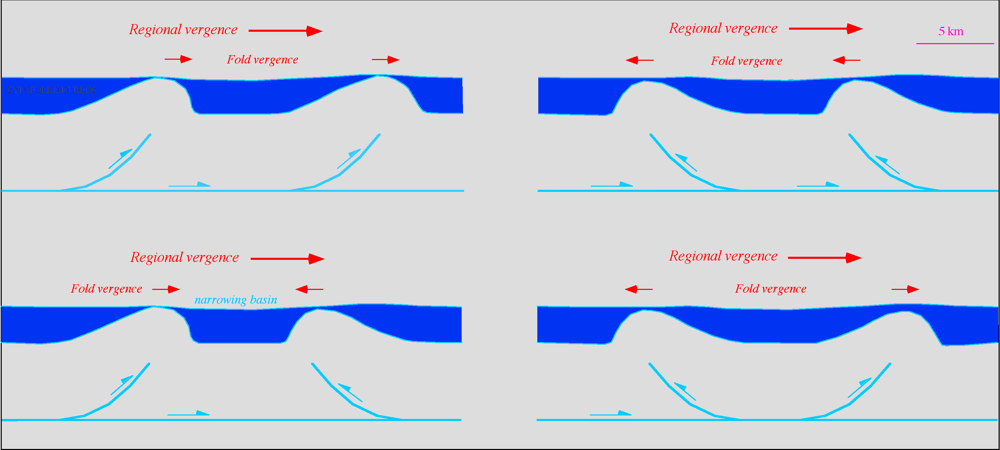 Regional vergence
Regional vergence
5 km
Fold vergence
Fold vergence
SYN-FOLDING BEDS
Regional vergence
Regional vergence
Fold vergence
Fold vergence
narrowing basin